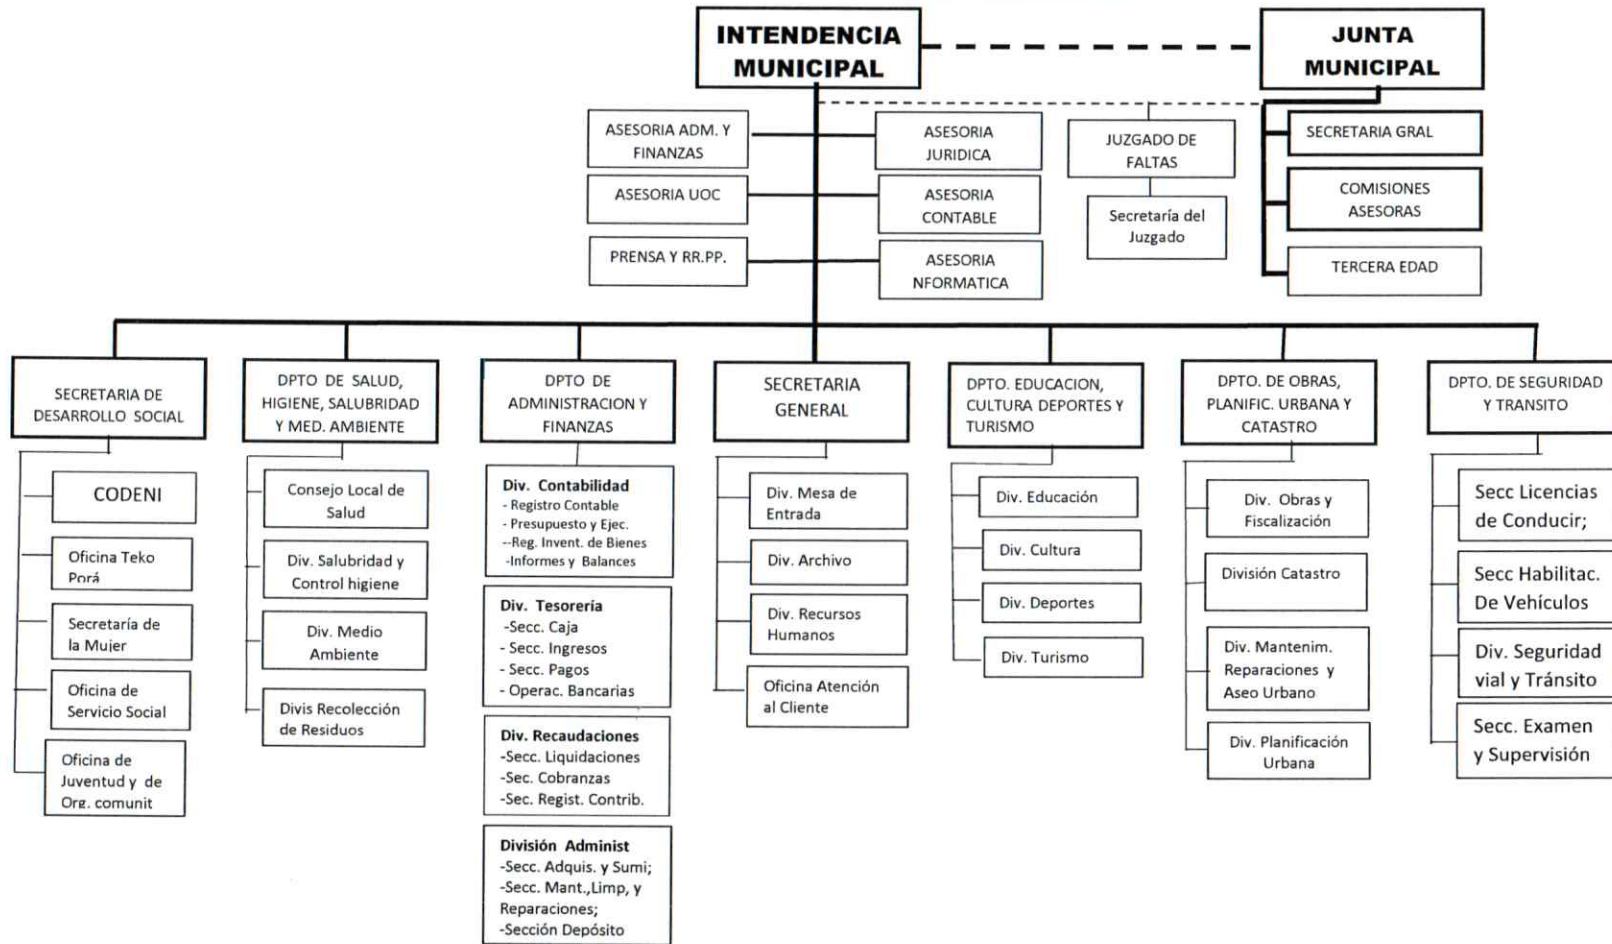 INTENDENCIA
MUNICIPAL
JUNTA
MUNICIPAL
ASESORIA ADM. Y
FINANZAS
ASESORIA
JURIDICA
JUZGADO DE
FALTAS
SECRETARIA GRAL
ASESORIA UOC
ASESORIA
CONTABLE
Secretaría del
Juzgado
COMISIONES
ASESORAS
PRENSA Y RR.PP.
ASESORIA
NFORMATICA
TERCERA EDAD
SECRETARIA DE
DESARROLLO SOCIAL
DPTO DE SALUD,
HIGIENE, SALUBRIDAD
Y MED. AMBIENTE
DPTO DE
ADMINISTRACION Y
FINANZAS
SECRETARIA
GENERAL
DPTO. EDUCACION,
CULTURA DEPORTES Y
TURISMO
DPTO. DE OBRAS,
PLANIFIC. URBANA Y
CATASTRO
DPTO. DE SEGURIDAD
Y TRANSITO
CODENI
Oficina Teko
Porá
Secretaría de
la Mujer
Oficina de
Servicio Social
Oficina de
Juventud y de
Org. comunit
Consejo Local de
Salud
Div. Salubridad y
Control higiene
Div. Medio
Ambiente
Divis Recolección
de Residuos
Div. Contabilidad
- Registro Contable
- Presupuesto y Ejec.
--Reg. Invent. de Bienes
-Informes y Balances
Div. Tesorería
-Secc. Caja
- Secc. Ingresos
- Secc. Pagos
- Operac. Bancarias
Div. Recaudaciones
-Secc. Liquidaciones
-Sec. Cobranzas
-Sec. Regist. Contrib.
División Administ
-Secc. Adquis. y Sumi;
-Secc. Mant.,Limp, y
Reparaciones;
-Sección Depósito
Div. Mesa de
Entrada
Div. Archivo
Div. Recursos
Humanos
Oficina Atención
al Cliente
Div. Educación
Div. Cultura
Div. Deportes
Div. Turismo
Div. Obras y
Fiscalización
División Catastro
Div. Mantenim.
Reparaciones y
Aseo Urbano
Div. Planificación
Urbana
Secc Licencias
de Conducir;
Secc Habilitac.
De Vehículos
Div. Seguridad
vial y Tránsito
Secc. Examen
y Supervisión